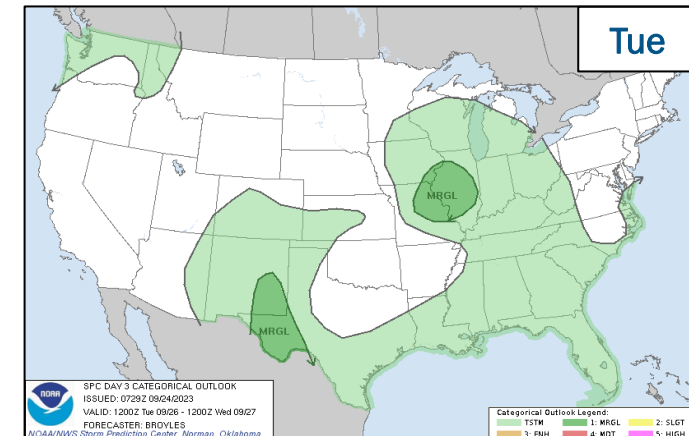 Tue
MRGL
MRGL
NOAA
SPC DAY 3 CATEGORICAL OUTLOOK
ISSUED: 0729Z 09/24/2023
VALID: 1200Z Tue 09/26 - 1200Z Wed 09/27
FORECASTER: BROYLES
NOAA/NWS Storm Prediction Center, Norman, Oklahoma
Categorical Outlook Legend:
TSTM 1: MRGL 2: SLGT
3: ENH 4: MDT 5: HIGH